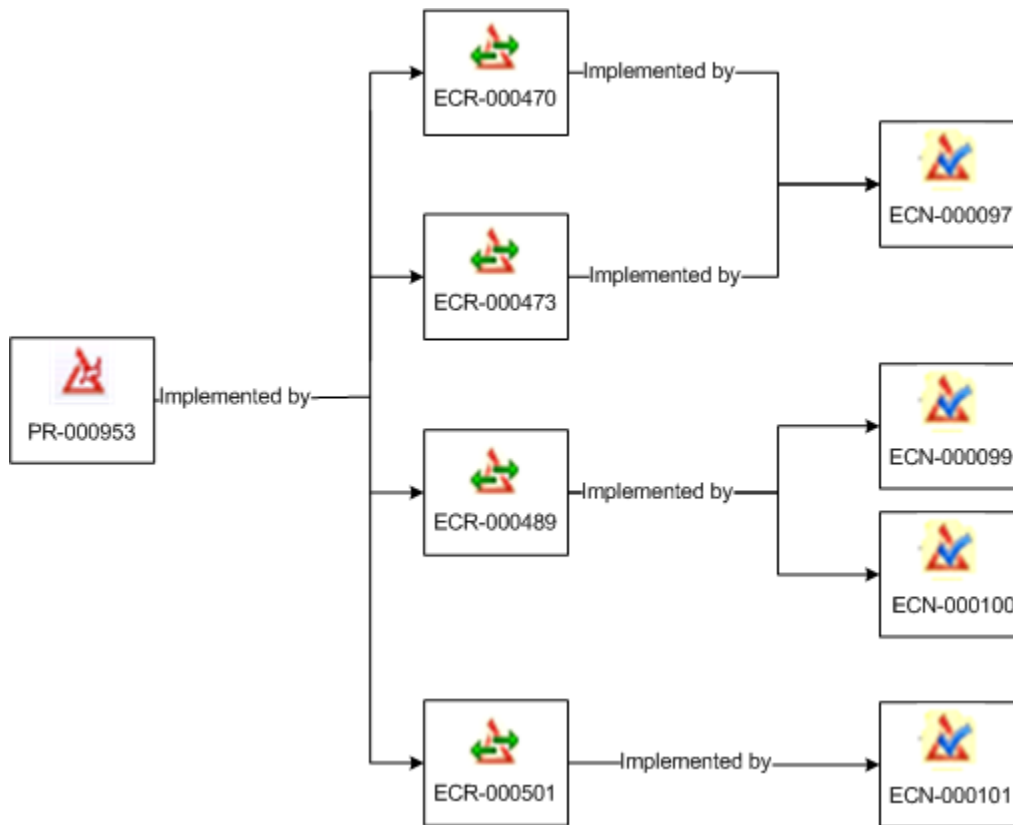 ECR-000470
Implemented by
ECN-000097
ECR-000473
Implemented by
PR-000953
Implemented by
ECR-000489
Implemented by
ECN-000099
ECN-000100
ECR-000501
Implemented by
ECN-000101